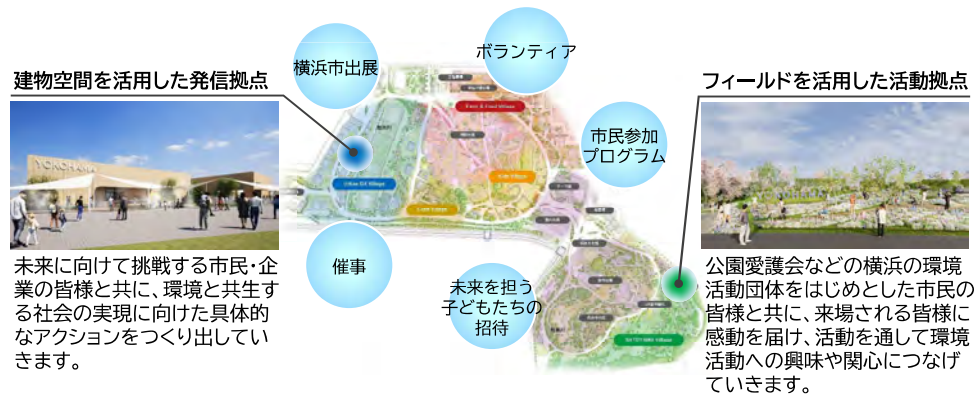 建物空間を活用した発信拠点
YOKOHAMA
未来に向けて挑戦する市民・企
業の皆様と共に、環境と共生す
る社会の実現に向けた具体的
なアクションをつくり出してい
きます。
横浜市出展
ボランティア
市民参加
プログラム
催事
未来を担う
子どもたちの
招待
フィールドを活用した活動拠点
公園愛護会などの横浜の環境
活動団体をはじめとした市民の
皆様と共に、来場される皆様に
感動を届け、活動を通して環境
活動への興味や関心につなげ
ていきます。